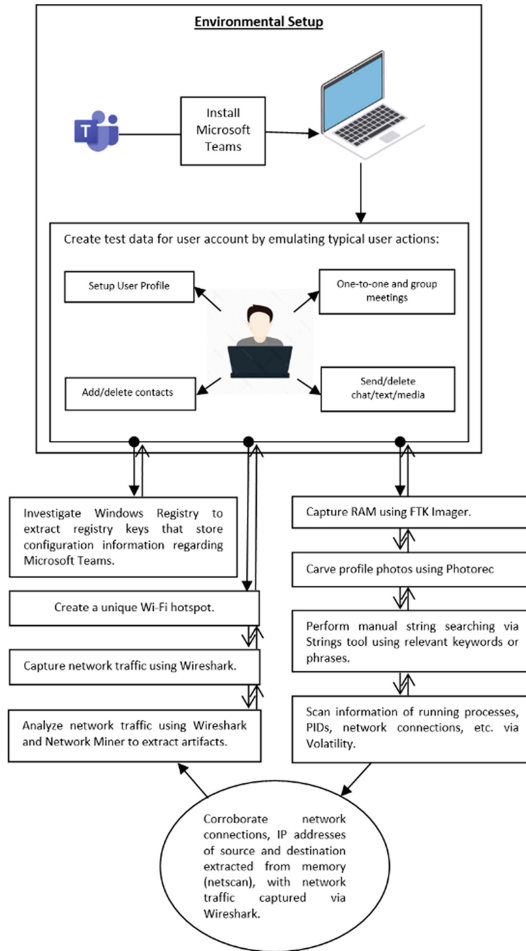 Environmental Setup
T
Install
Microsoft
Teams
Create test data for user account by emulating typical user actions:
Setup User Profile
One-to-one and group
meetings
Add/delete contacts
Send/delete
chat/text/media
Investigate Windows Registry to
extract registry keys that store
configuration information regarding
Microsoft Teams.
Create a unique Wi-Fi hotspot.
Capture network traffic using Wireshark.
Analyze network traffic using Wireshark
and Network Miner to extract artifacts.
Capture RAM using FTK Imager.
Carve profile photos using Photorec
Perform manual string searching via
Strings tool using relevant keywords or
phrases.
Scan information of running processes,
PIDs, network connections, etc. via
Volatility.
Corroborate network
connections, IP addresses
of source and destination
extracted from memory
(netscan), with network
traffic captured via
Wireshark.